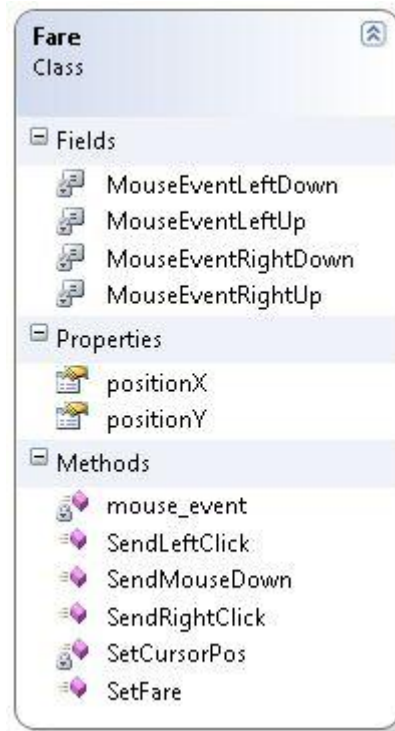 Fare
Class
Fields
MouseEventLeftDown
MouseEventLeftUp
MouseEventRightDown
MouseEventRightUp
Properties
positionX
positionY
Methods
mouse_event
SendLeftClick
SendMouseDown
SendRightClick
SetCursorPos
SetFare